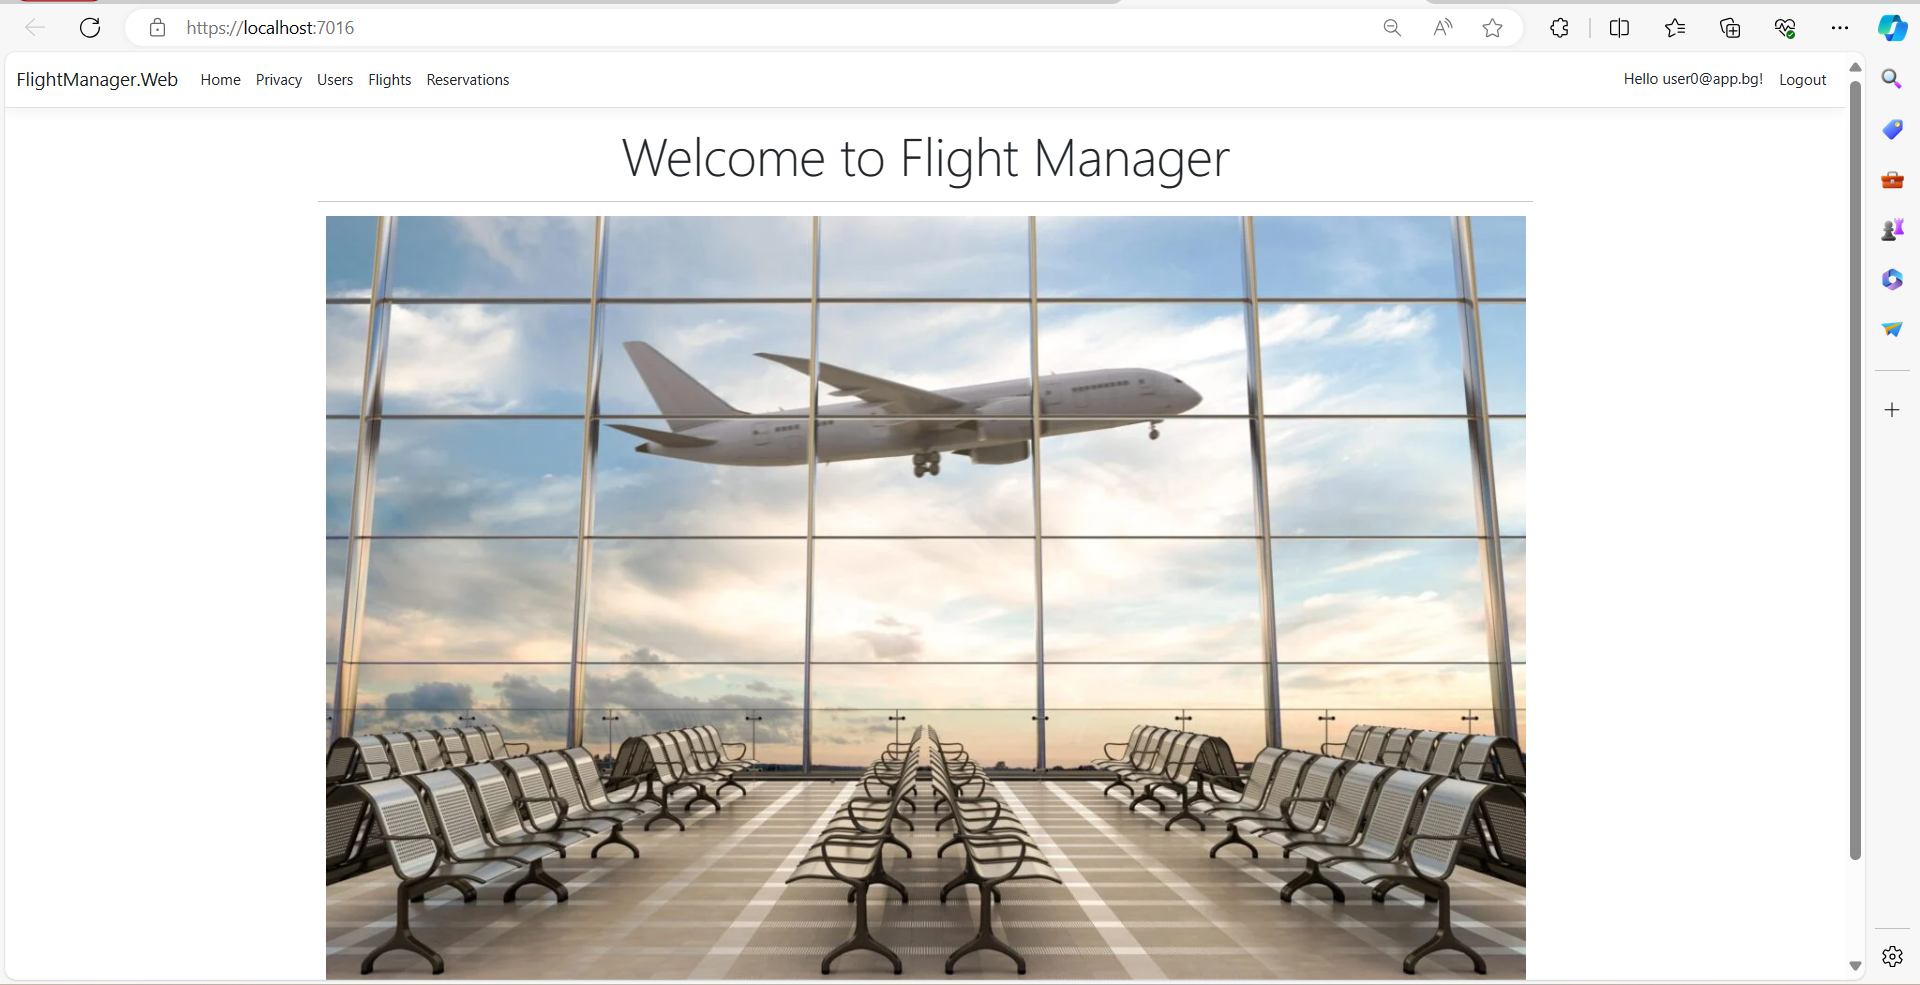 https://localhost:7016
FlightManager.Web Home Privacy Users Flights Reservations Hello user0@app.bg! Logout
Welcome to Flight Manager